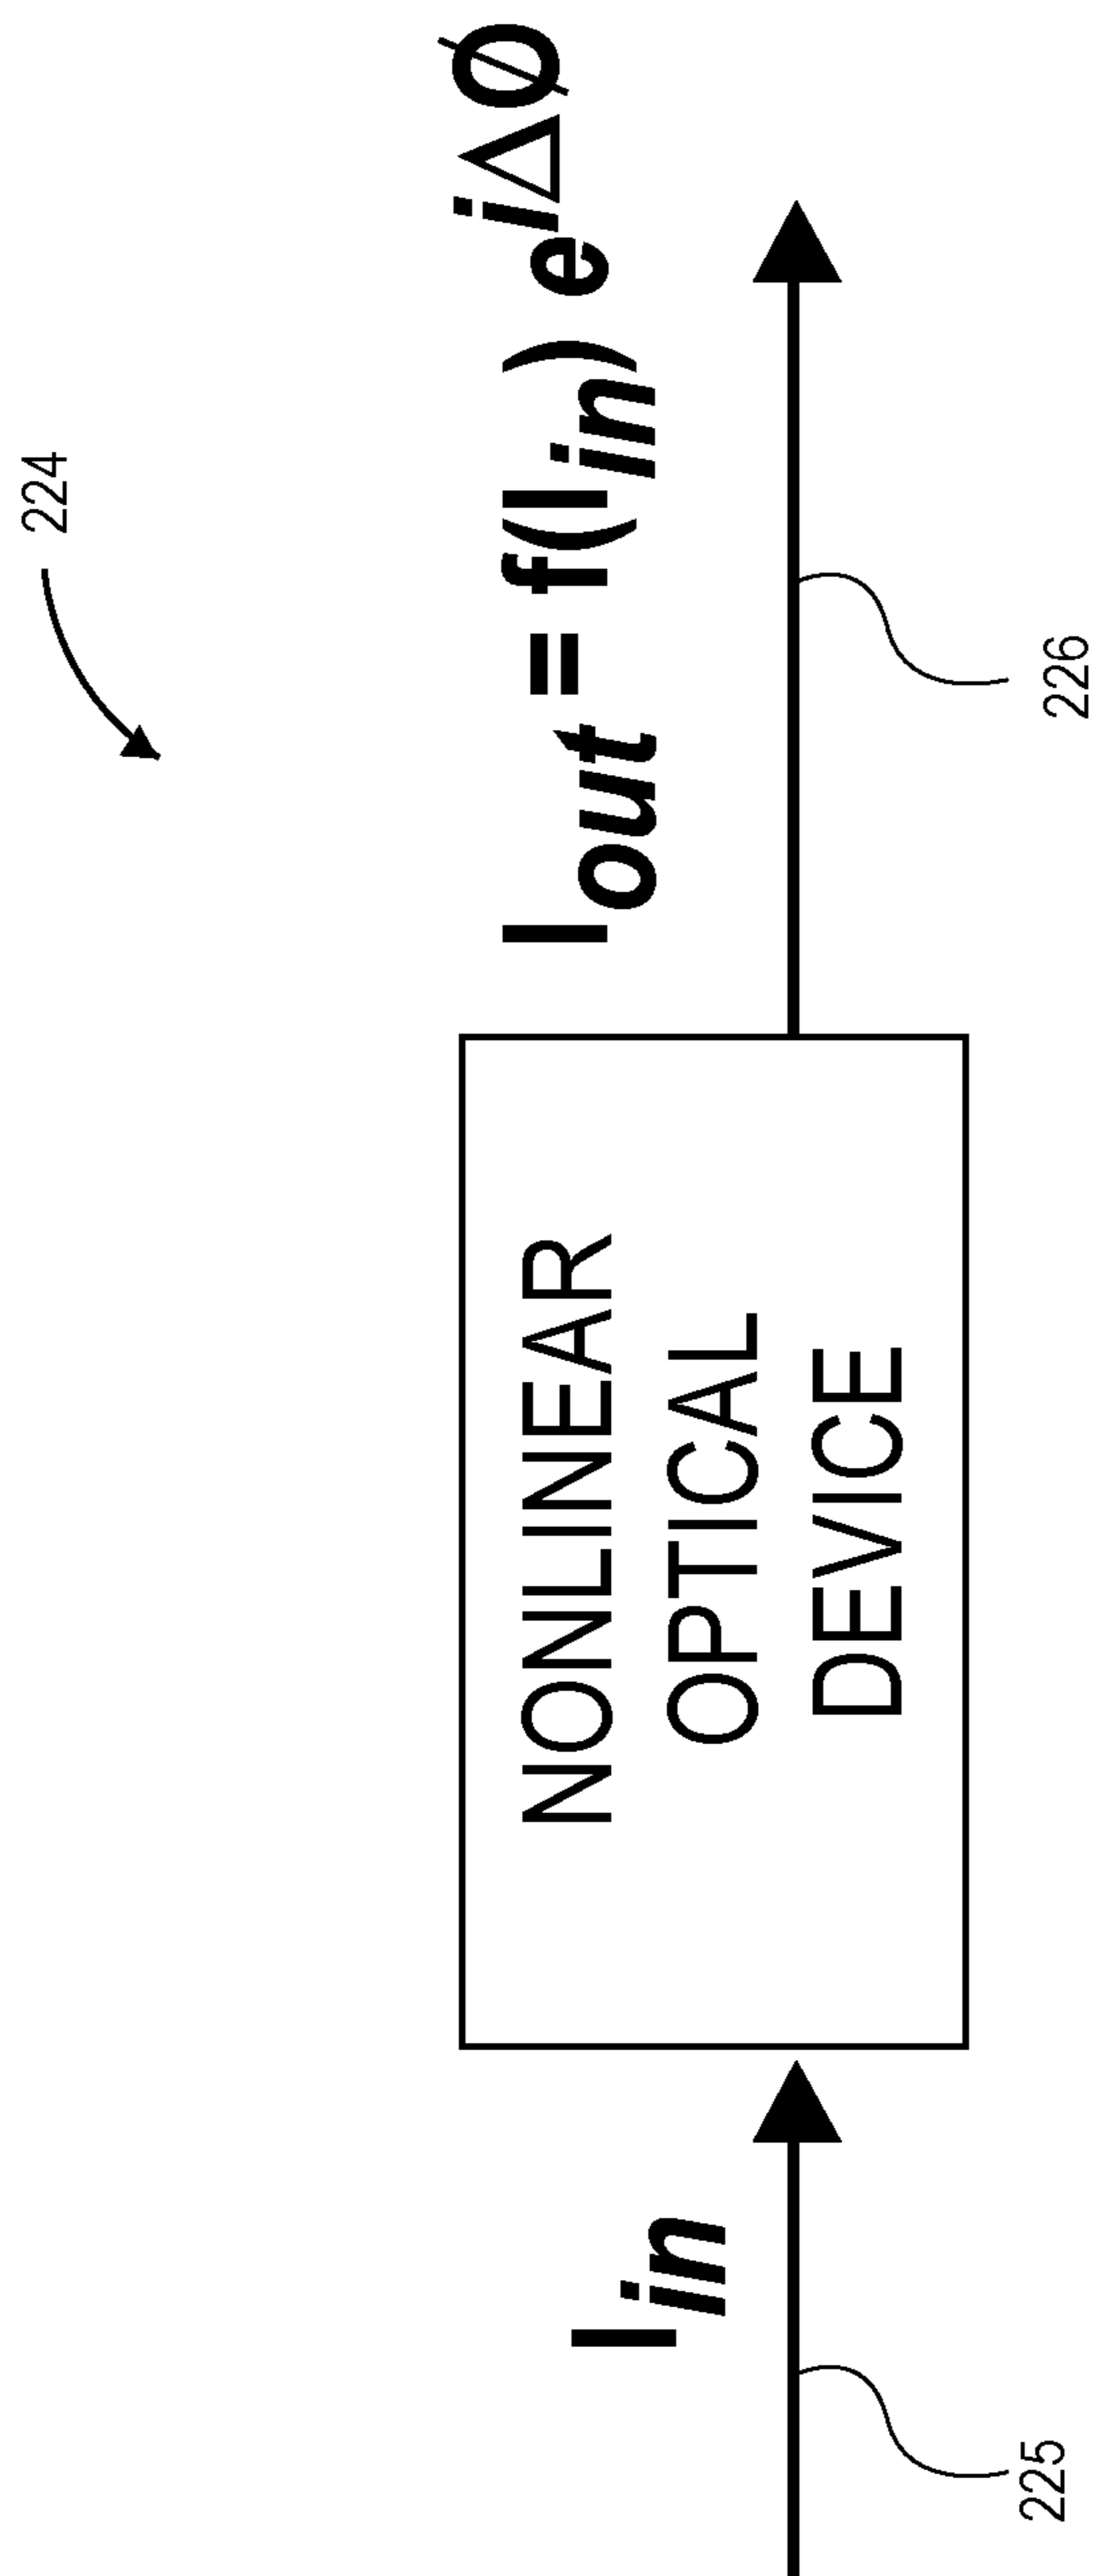 224
I_in
NONLINEAR
OPTICAL
DEVICE
I_out = f(I_in) e^iΔØ
225
226